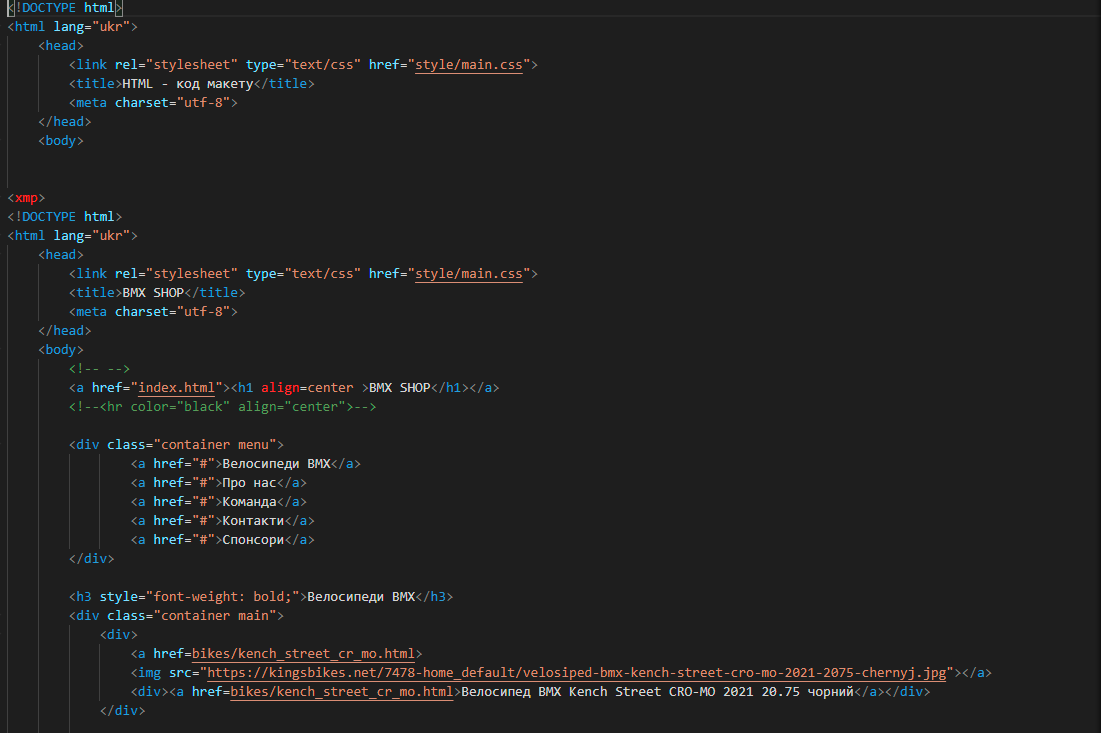 <!DOCTYPE html>
<html lang="ukr">
<head>
<link rel="stylesheet" type="text/css" href="style/main.css">
<title>HTML - код макету</title>
<meta charset="utf-8">
</head>
<body>
<xmp>
<!DOCTYPE html>
<html lang="ukr">
<head>
<link rel="stylesheet" type="text/css" href="style/main.css">
<title>BMX SHOP</title>
<meta charset="utf-8">
</head>
<body>
<!-- -->
<a href="index.html"><h1 align=center >BMX SHOP</h1></a>
<!--<hr color="black" align="center">-->
<div class="container menu">
<a href="#">Велосипеди BMX</a>
<a href="#">Про нас</a>
<a href="#">Команда</a>
<a href="#">Контакти</a>
<a href="#">Спонсори</a>
</div>
<h3 style="font-weight: bold;">Велосипеди BMX</h3>
<div class="container main">
<div>
<a href=bikes/kench_street_cr_mo.html>
<img src="https://kingsbikes.net/7478-home_default/velosiped-bmx-kench-street-cro-mo-2021-2075-chernyj.jpg"></a>
<div><a href=bikes/kench_street_cr_mo.html>Велосипед BMX Kench Street CRO-MO 2021 20.75 чорний</a></div>
</div>